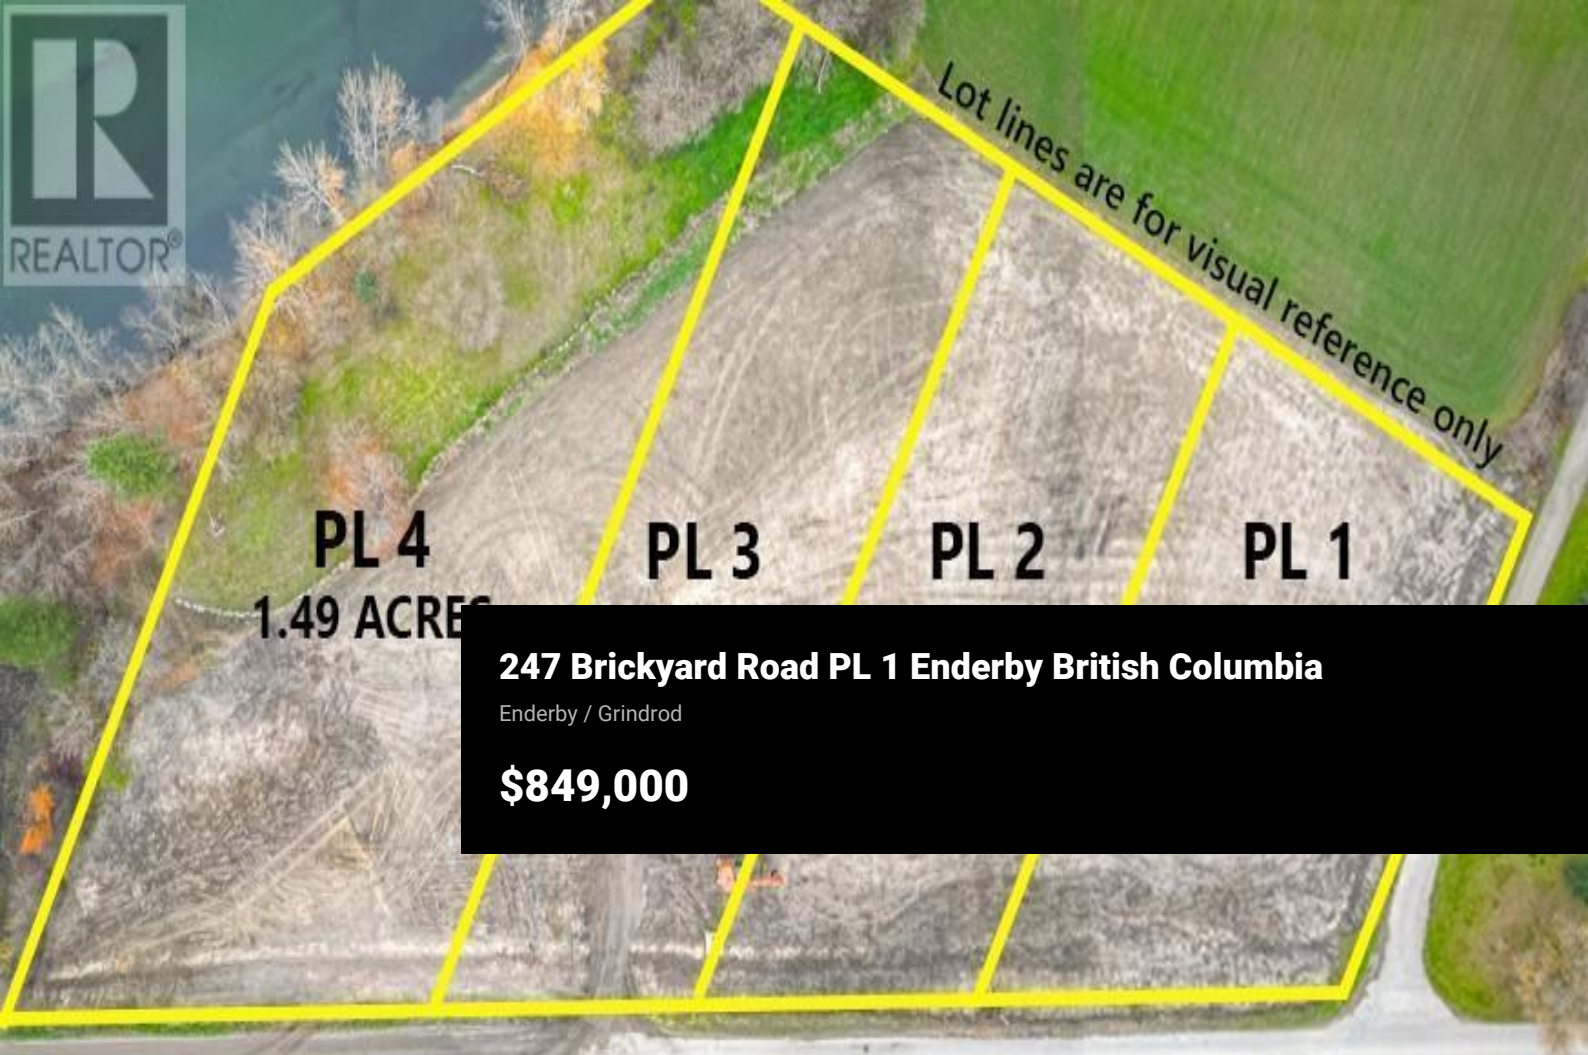 REALTOR®
Lot lines are for visual reference only
PL 4
1.49 ACRES
PL 3
PL 2
PL 1
247 Brickyard Road PL 1 Enderby British Columbia
Enderby / Grindrod
$849,000